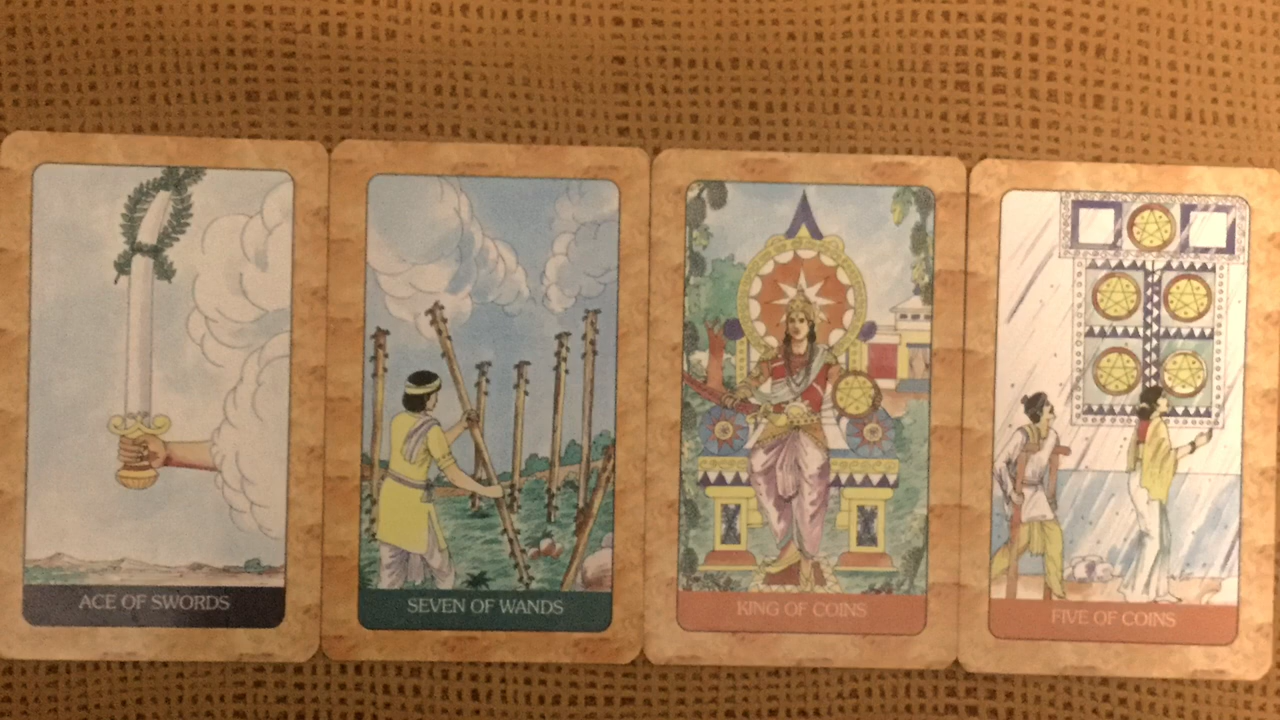 ACE OF SWORDS
SEVEN OF WANDS
KING OF COINS
FIVE OF COINS